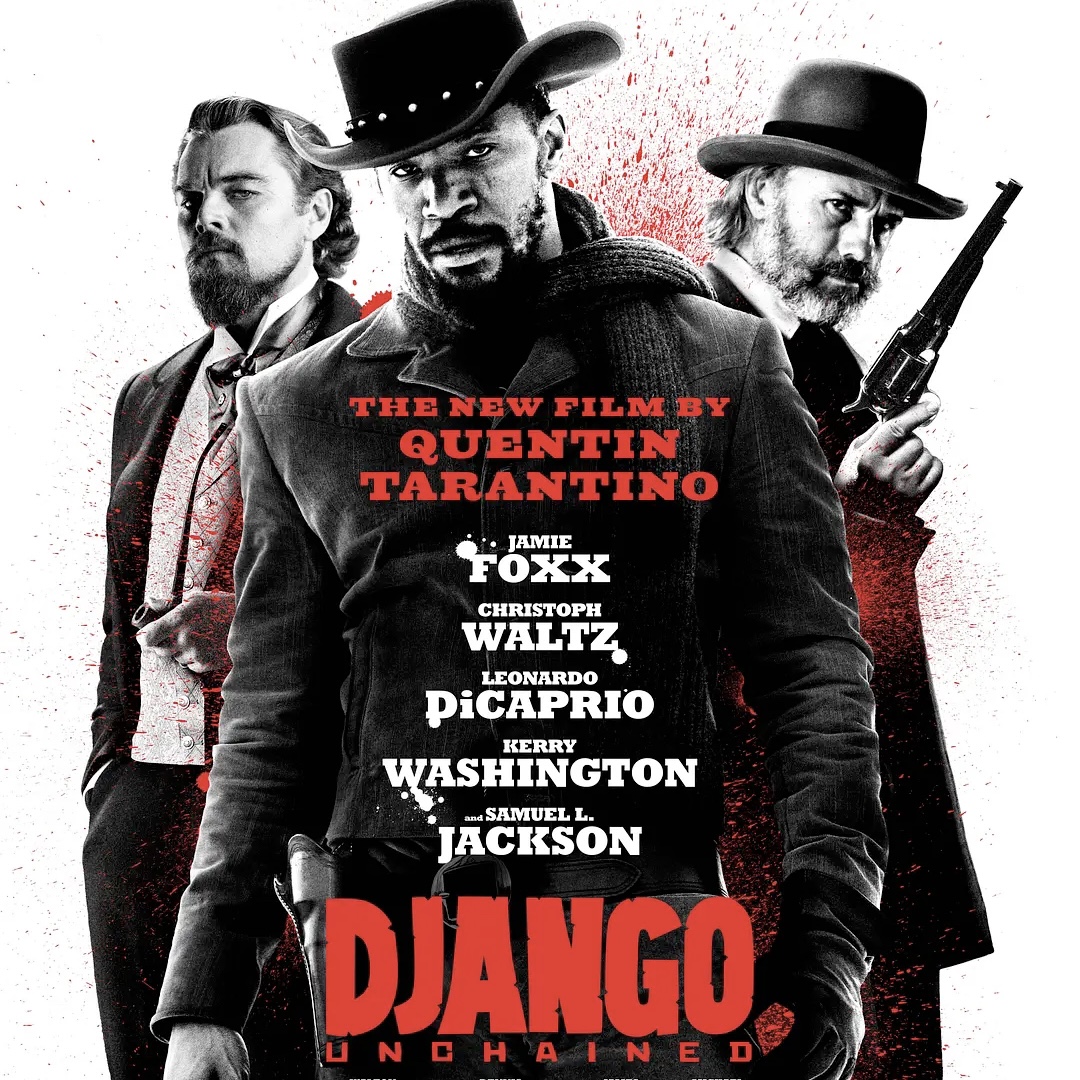 THE NEW FILM BY
QUENTIN
TARANTINO
JAMIE
FOXX
CHRISTOPH
WALTZ
LEONARDO
DiCAPRIO
KERRY
WASHINGTON
and SAMUEL L.
JACKSON
DJANGO
UNCHAINED